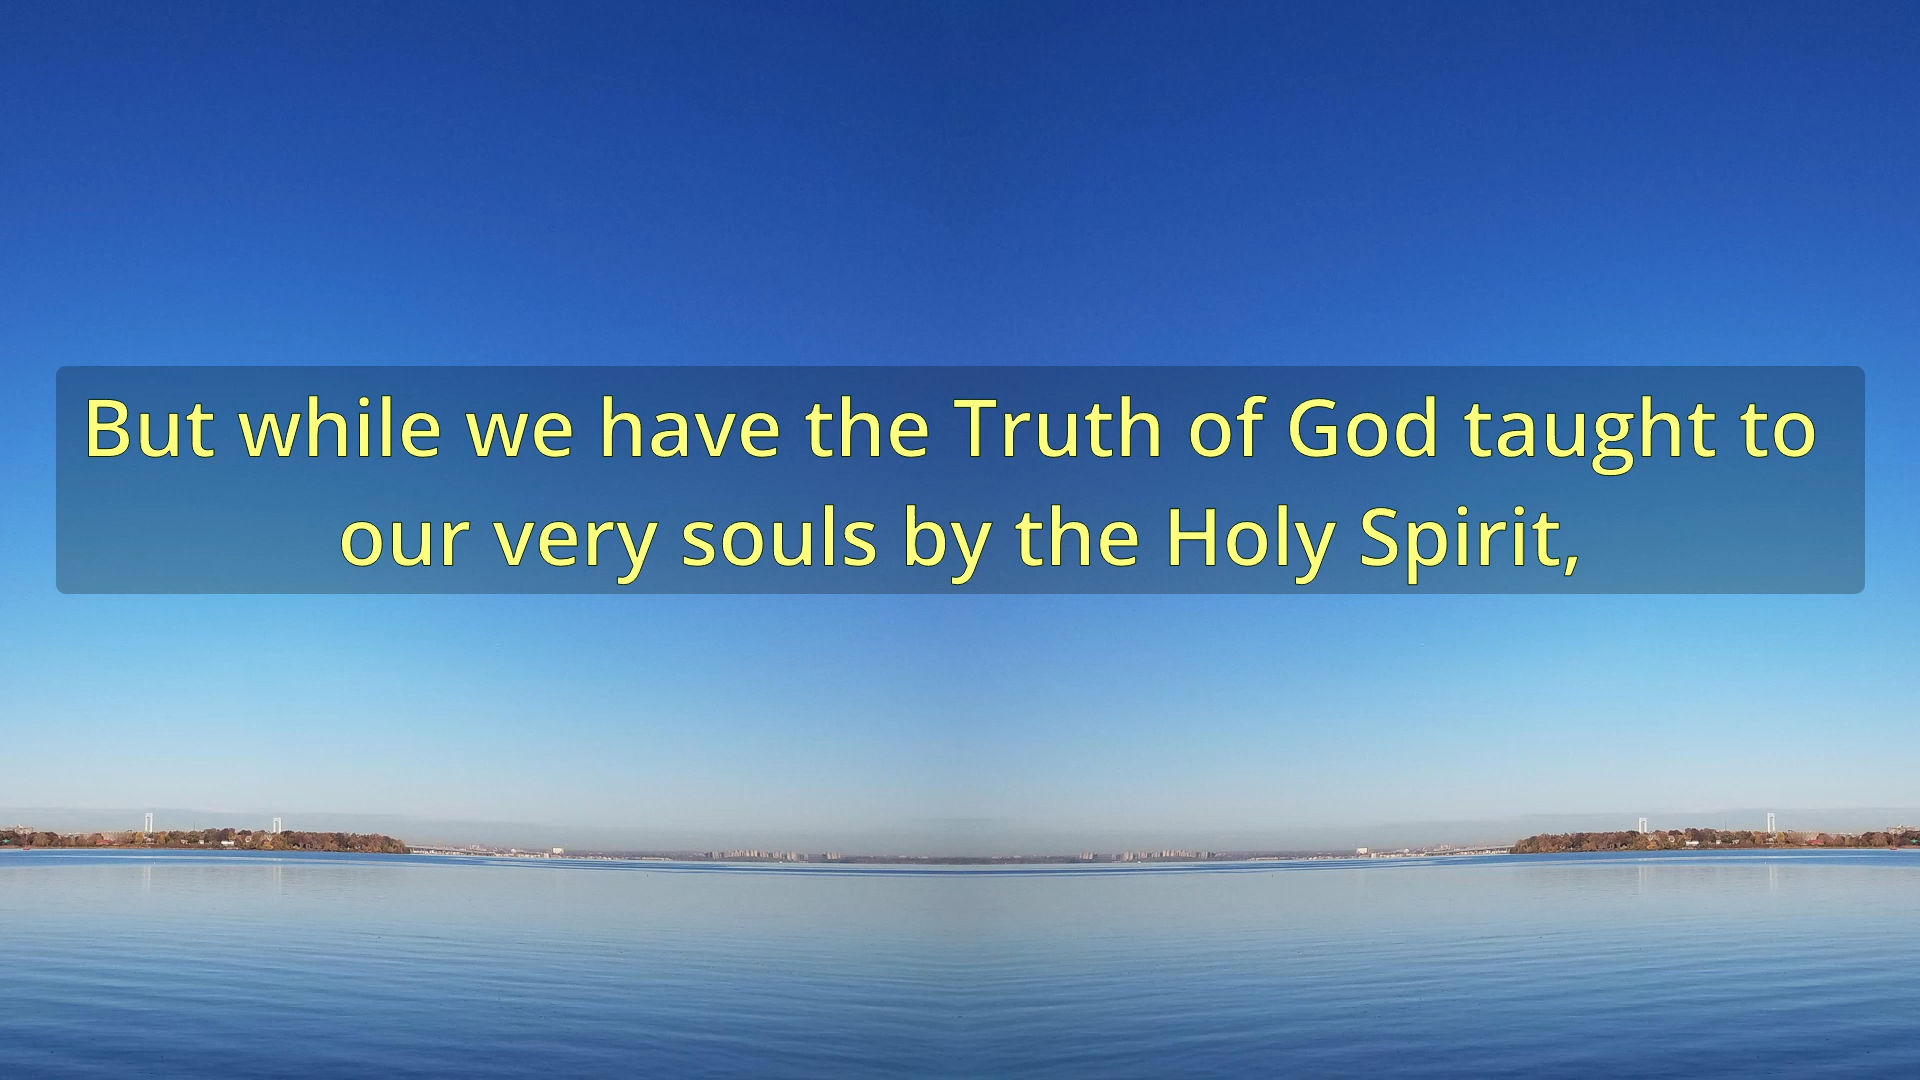 But while we have the Truth of God taught to
our very souls by the Holy Spirit,